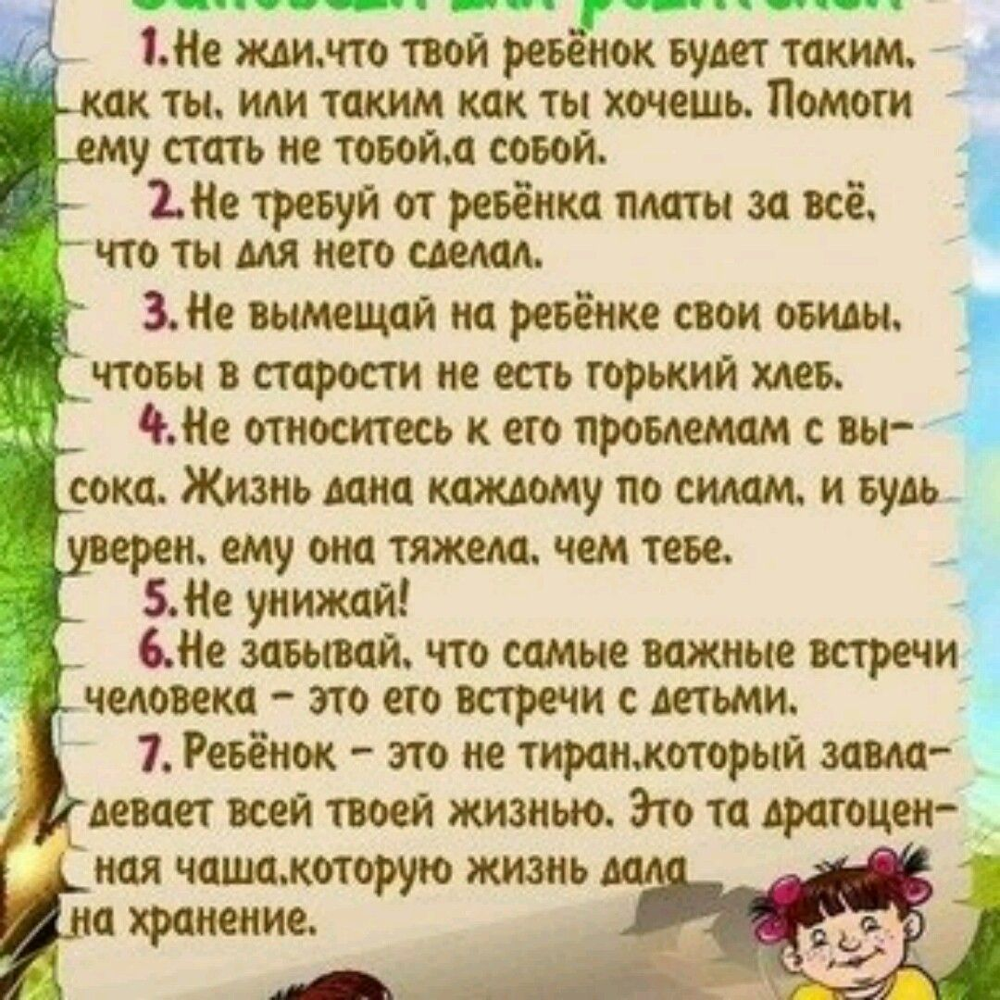 Заповеди для родителей
1. Не жди,что твой ребёнок будет таким,
как ты, или таким как ты хочешь. Помоги
ему стать не тобой,а собой.
2. Не требуй от ребёнка платы за всё,
что ты для него сделал.
3. Не вымещай на ребёнке свои обиды,
чтобы в старости не есть горький хлеб.
4. Не относитесь к его проблемам с вы-
сока. Жизнь дана каждому по силам, и будь
уверен, ему она тяжела, чем тебе.
5. Не унижай!
6. Не забывай, что самые важные встречи
человека - это его встречи с детьми.
7. Ребёнок - это не тиран,который завла-
девает всей твоей жизнью. Это та драгоцен-
ная чаша,которую жизнь дала
на хранение.